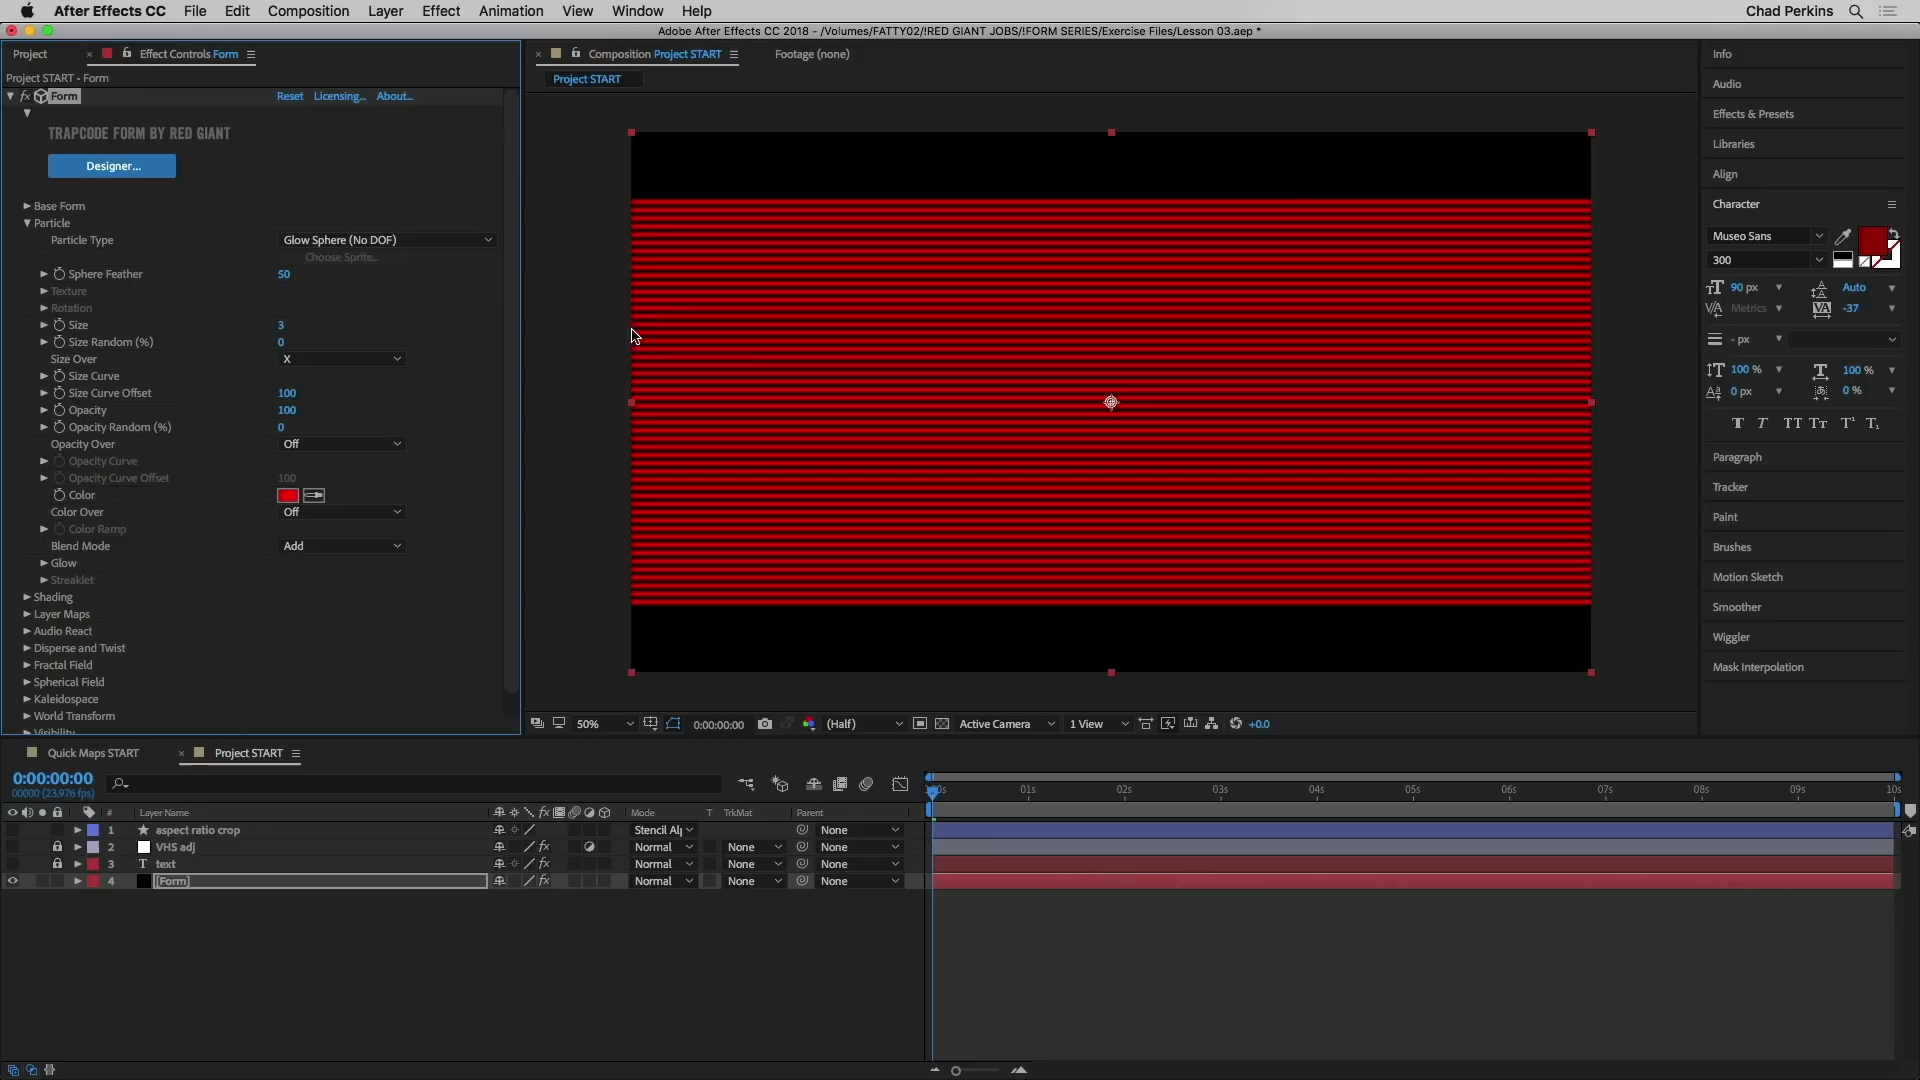 After Effects CC File Edit Composition Layer Effect Animation View Window Help Chad Perkins
Adobe After Effects CC 2018 - /Volumes/FATTY02/!RED GIANT JOBS/!FORM SERIES/Exercise Files/Lesson 03.aep *
Project Effect Controls Form
Composition Project START Footage (none)
Project START - Form
Project START
fx Form Reset Licensing... About...
TRAPCODE FORM BY RED GIANT
Designer...
Base Form
Particle
Particle Type Glow Sphere (No DOF)
Choose Sprite...
Sphere Feather 50
Texture
Rotation
Size 3
Size Random (%) 0
Size Over X
Size Curve
Size Curve Offset 100
Opacity 100
Opacity Random (%) 0
Opacity Over Off
Opacity Curve
Opacity Curve Offset 100
Color
Color Over Off
Color Ramp
Blend Mode Add
Glow
Streaklet
Shading
Layer Maps
Audio React
Disperse and Twist
Fractal Field
Spherical Field
Kaleidospace
World Transform
Visibility
50% 0:00:00:00 (Half) Active Camera 1 View +0.0
Info
Audio
Effects & Presets
Libraries
Align
Character
Museo Sans
300
90 px Auto
Metrics -37
- px
100 % 100 %
0 px 0 %
Paragraph
Tracker
Paint
Brushes
Motion Sketch
Smoother
Wiggler
Mask Interpolation
Quick Maps START Project START
0:00:00:00
00000 (23.976 fps)
# Layer Name Mode T TrkMat Parent
1 aspect ratio crop Stencil Alp None
2 VHS adj fx Normal None None
3 T text fx Normal None None
4 [Form] fx Normal None None
01s 02s 03s 04s 05s 06s 07s 08s 09s 10s